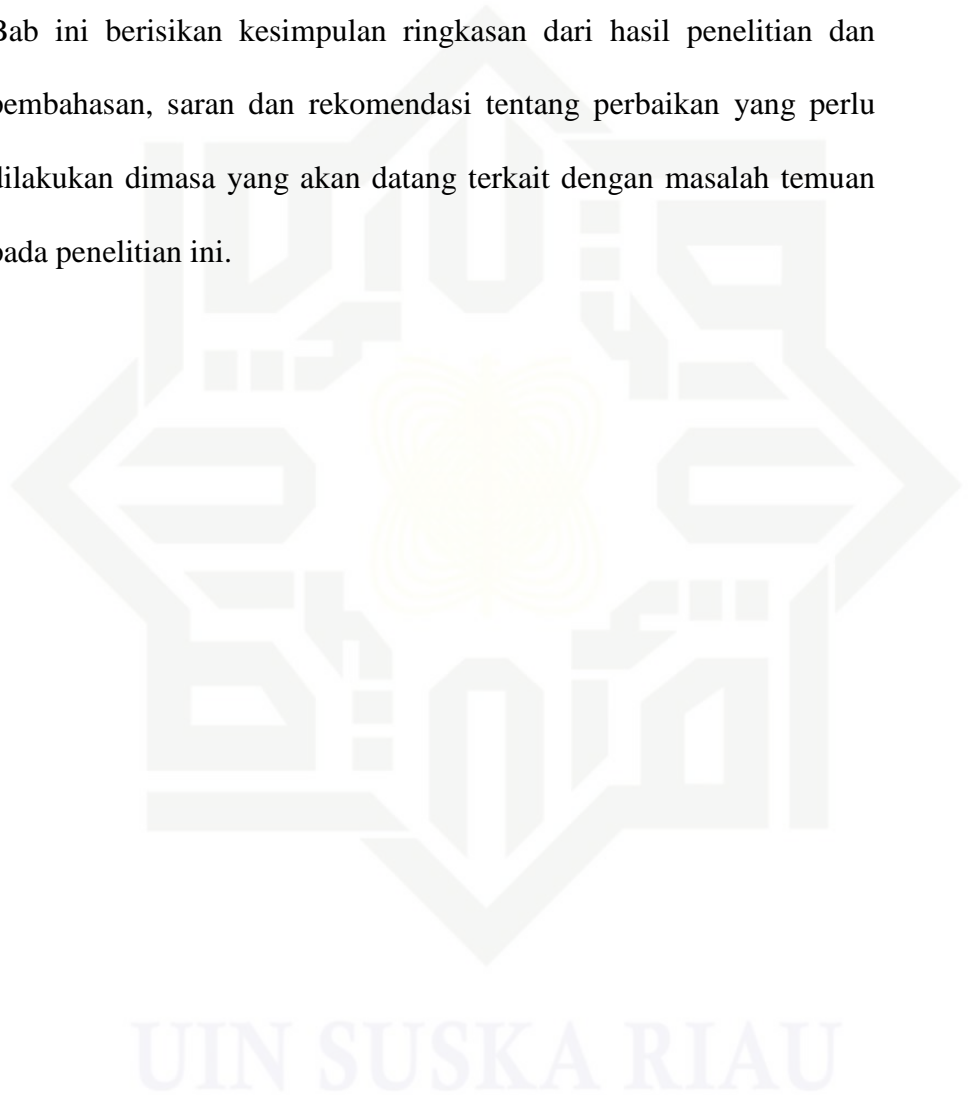 Bab ini berisikan kesimpulan ringkasan dari hasil penelitian dan
pembahasan, saran dan rekomendasi tentang perbaikan yang perlu
dilakukan dimasa yang akan datang terkait dengan masalah temuan
pada penelitian ini.
UIN SUSKA RIAU